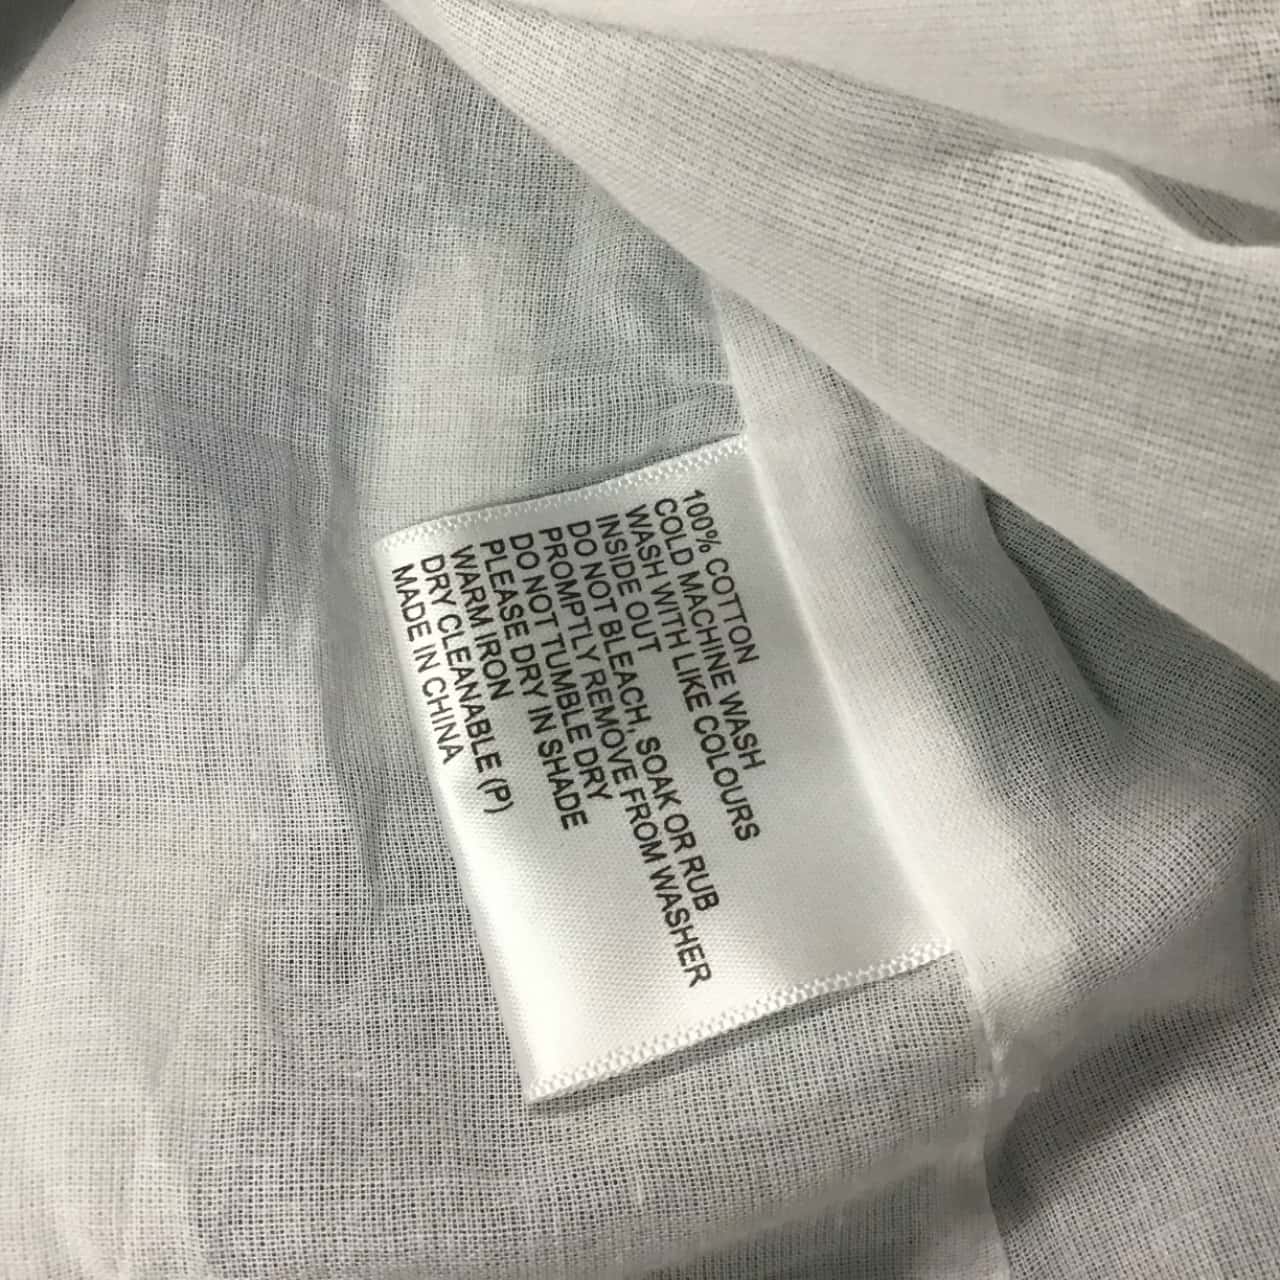 100% COTTON
COLD MACHINE WASH
WASH WITH LIKE COLOURS
INSIDE OUT
DO NOT BLEACH, SOAK OR RUB
PROMPTLY REMOVE FROM WASHER
DO NOT TUMBLE DRY
PLEASE DRY IN SHADE
WARM IRON
DRY CLEANABLE (P)
MADE IN CHINA